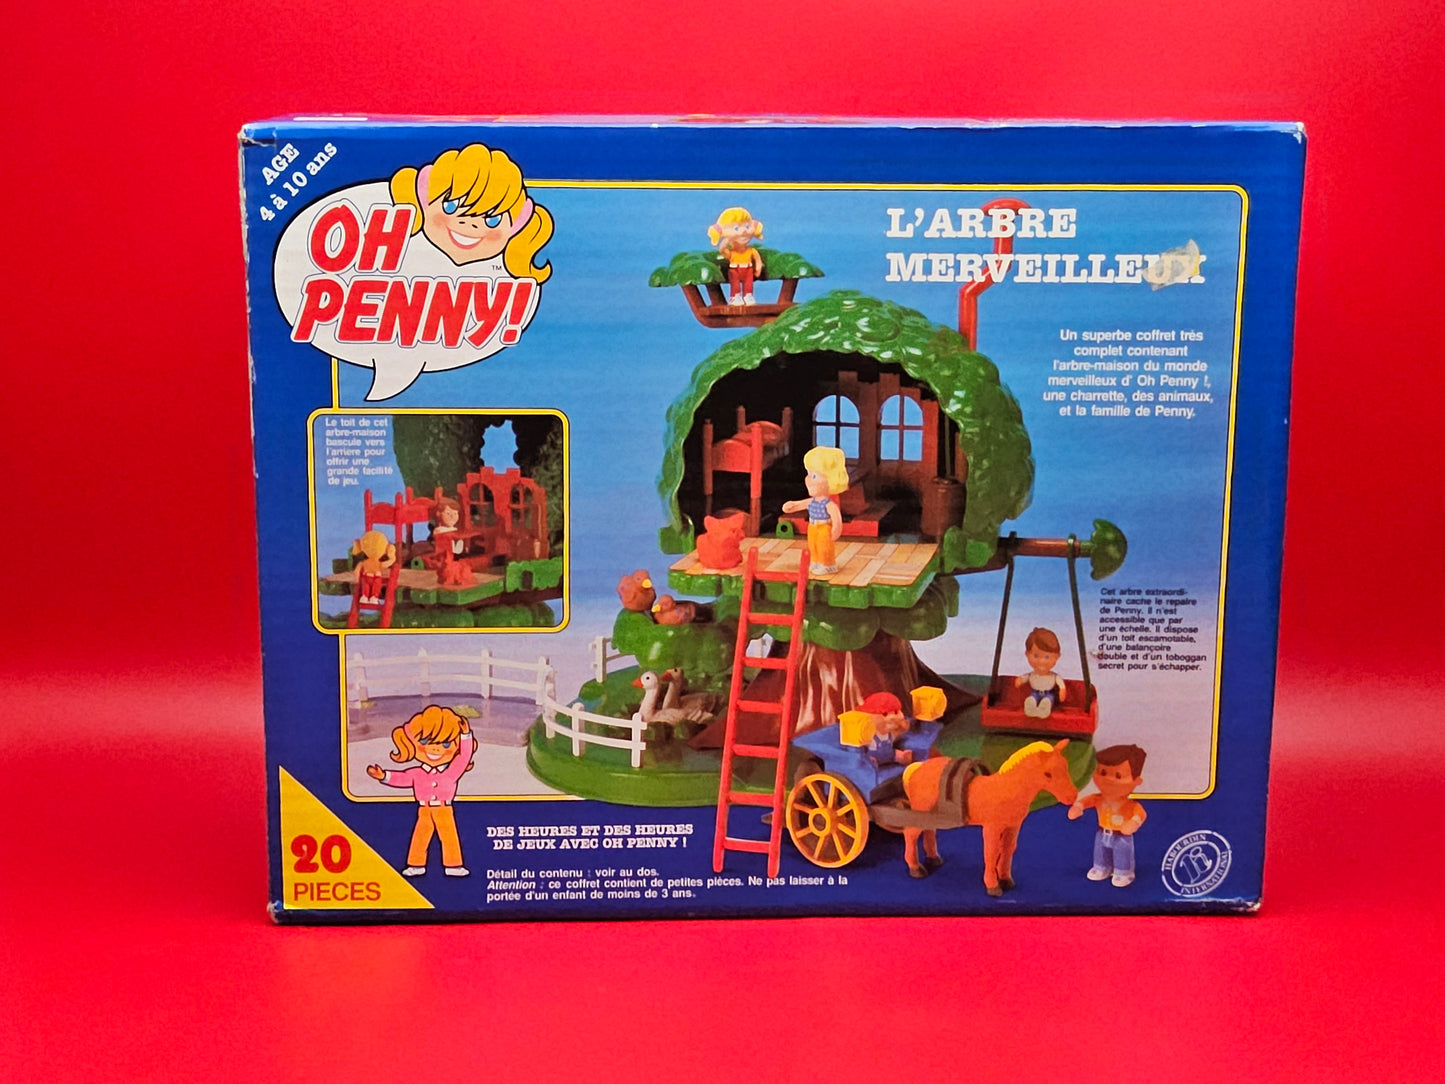 AGE
4 à 10 ans
OH
PENNY!
TM
L'ARBRE
MERVEILLEUX
Un superbe coffret très
complet contenant
l'arbre-maison du monde
merveilleux d' Oh Penny !,
une charrette, des animaux,
et la famille de Penny.
Le toit de cet
arbre-maison
bascule vers
l'arrière pour
offrir une
grande facilité
de jeu.
Cet arbre extraordi-
naire cache le repaire
de Penny. Il n'est
accessible que par
une échelle. Il dispose
d'un toit escamotable,
d'une balançoire
double et d'un toboggan
secret pour s'échapper.
20
PIECES
DES HEURES ET DES HEURES
DE JEUX AVEC OH PENNY !
Détail du contenu : voir au dos.
Attention : ce coffret contient de petites pièces. Ne pas laisser à la
portée d'un enfant de moins de 3 ans.
HABOURDIN
INTERNATIONAL